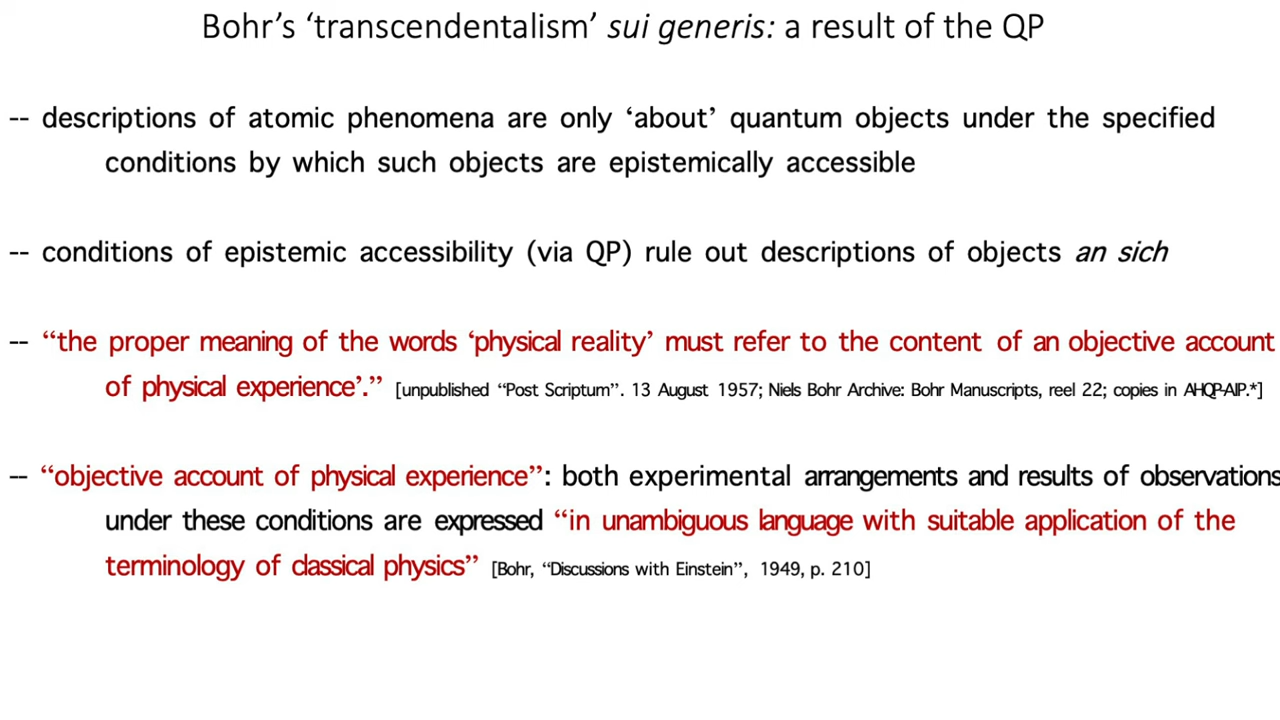 Bohr’s ‘transcendentalism’ sui generis: a result of the QP
-- descriptions of atomic phenomena are only ‘about’ quantum objects under the specified
conditions by which such objects are epistemically accessible
-- conditions of epistemic accessibility (via QP) rule out descriptions of objects an sich
-- “the proper meaning of the words ‘physical reality’ must refer to the content of an objective account
of physical experience’.” [unpublished “Post Scriptum”. 13 August 1957; Niels Bohr Archive: Bohr Manuscripts, reel 22; copies in AHQP-AIP.*]
-- “objective account of physical experience”: both experimental arrangements and results of observations
under these conditions are expressed “in unambiguous language with suitable application of the
terminology of classical physics” [Bohr, “Discussions with Einstein”, 1949, p. 210]